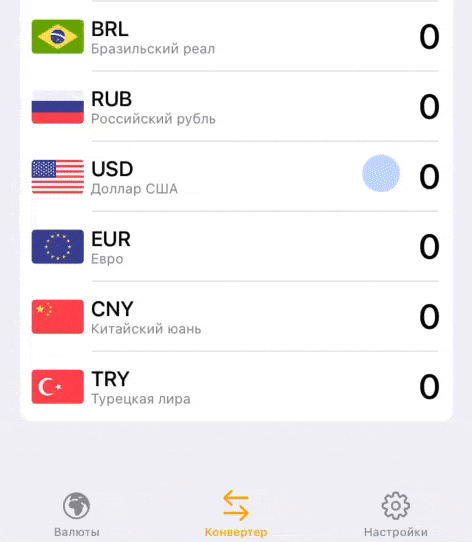 BRL
Бразильский реал
0
RUB
Российский рубль
0
USD
Доллар США
0
EUR
Евро
0
CNY
Китайский юань
0
TRY
Турецкая лира
0
Валюты
Конвертер
Настройки